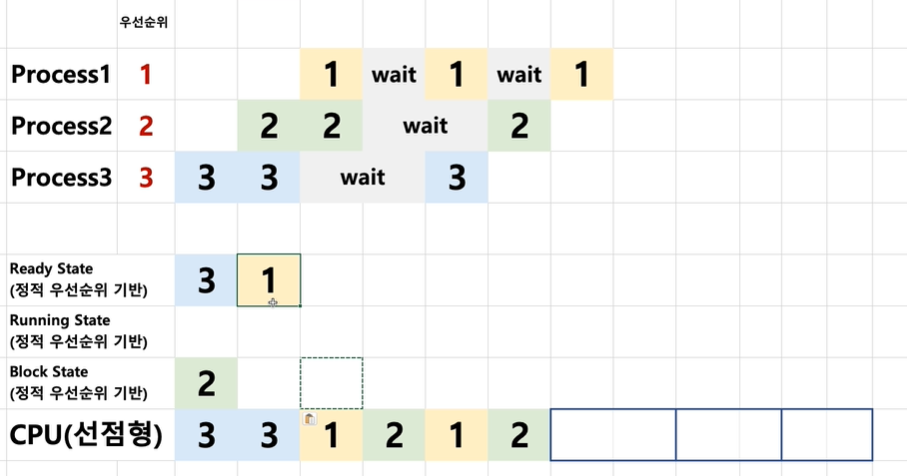 우선순위
Process1 1 1 wait 1 wait 1
Process2 2 2 2 wait 2
Process3 3 3 3 wait 3
Ready State
(정적 우선순위 기반) 3 1
Running State
(정적 우선순위 기반)
Block State
(정적 우선순위 기반) 2
CPU(선점형) 3 3 1 2 1 2